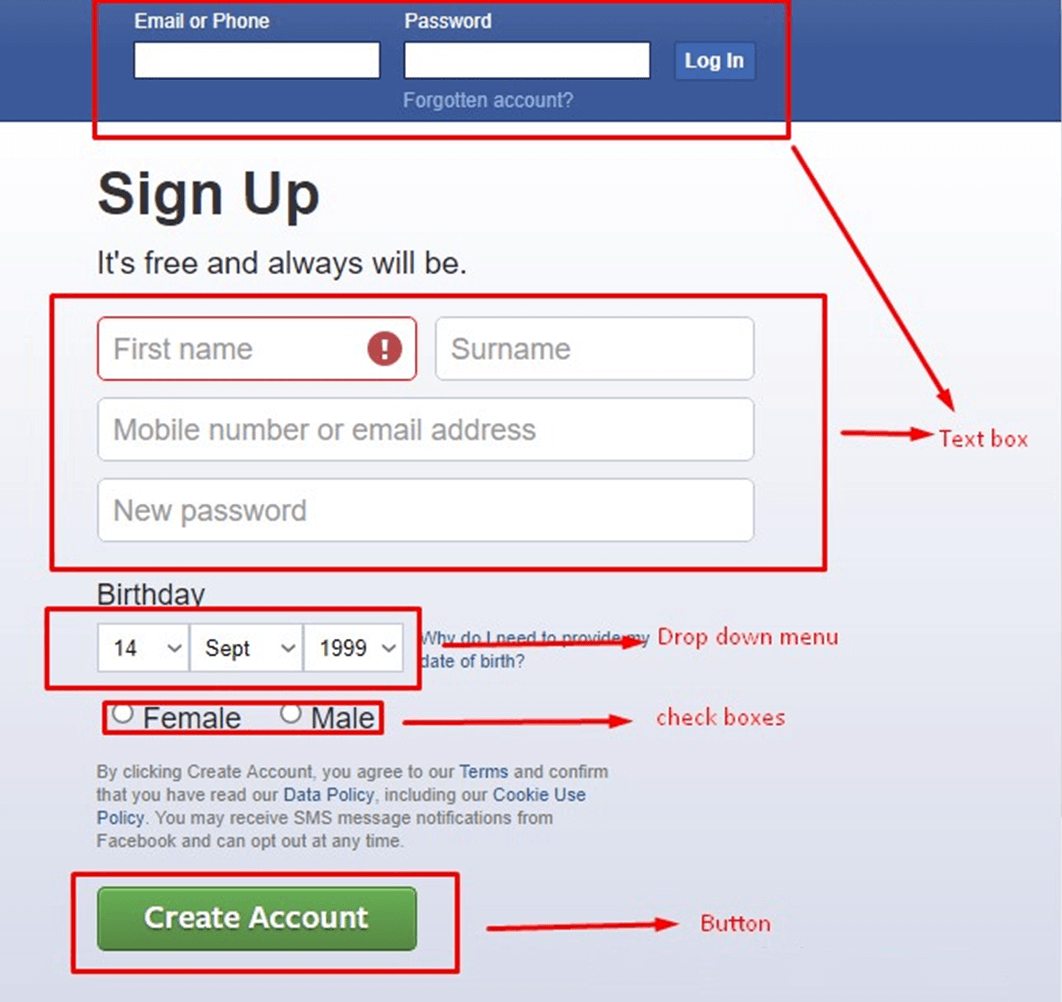 Email or Phone
Password
Log In
Forgotten account?
Sign Up
It's free and always will be.
First name
Surname
Mobile number or email address
Text box
New password
Birthday
14
Sept
1999
Why do I need to provide my
date of birth?
Drop down menu
Female
Male
check boxes
By clicking Create Account, you agree to our Terms and confirm
that you have read our Data Policy, including our Cookie Use
Policy. You may receive SMS message notifications from
Facebook and can opt out at any time.
Create Account
Button